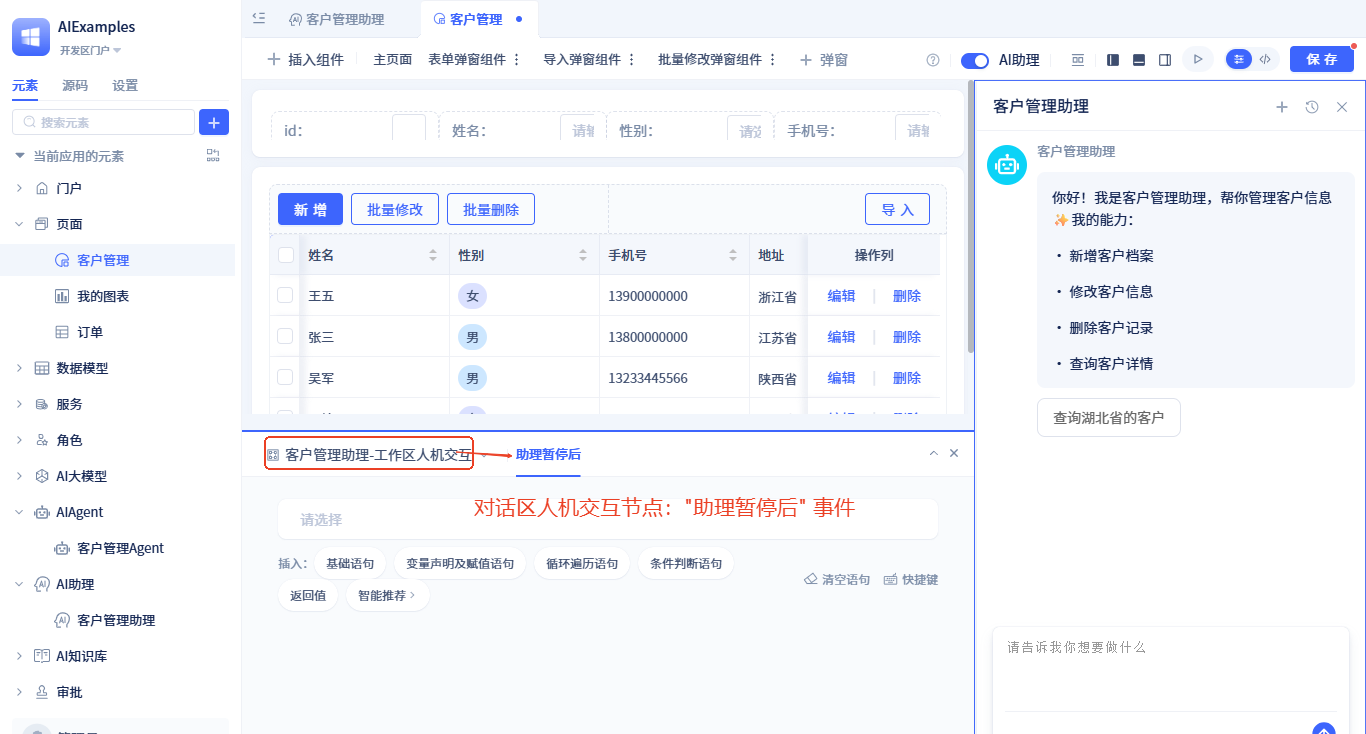 AIExamples
开发区门户
元素 源码 设置
搜索元素
当前应用的元素
门户
页面
客户管理
我的图表
订单
数据模型
服务
角色
AI大模型
AIAgent
客户管理Agent
AI助理
客户管理助理
AI知识库
审批
客户管理助理 客户管理
插入组件 主页面 表单弹窗组件 导入弹窗组件 批量修改弹窗组件 弹窗 AI助理 保存
id： 姓名： 请输 性别： 请选 手机号： 请输
新增 批量修改 批量删除 导入
姓名 性别 手机号 地址 操作列
王五 女 13900000000 浙江省 编辑 删除
张三 男 13800000000 江苏省 编辑 删除
吴军 男 13233445566 陕西省 编辑 删除
客户管理助理-工作区人机交互 助理暂停后
对话区人机交互节点："助理暂停后" 事件
请选择
插入： 基础语句 变量声明及赋值语句 循环遍历语句 条件判断语句
返回值 智能推荐
清空语句 快捷键
客户管理助理
客户管理助理
你好！我是客户管理助理，帮你管理客户信息
✨我的能力：
• 新增客户档案
• 修改客户信息
• 删除客户记录
• 查询客户详情
查询湖北省的客户
请告诉我你想要做什么